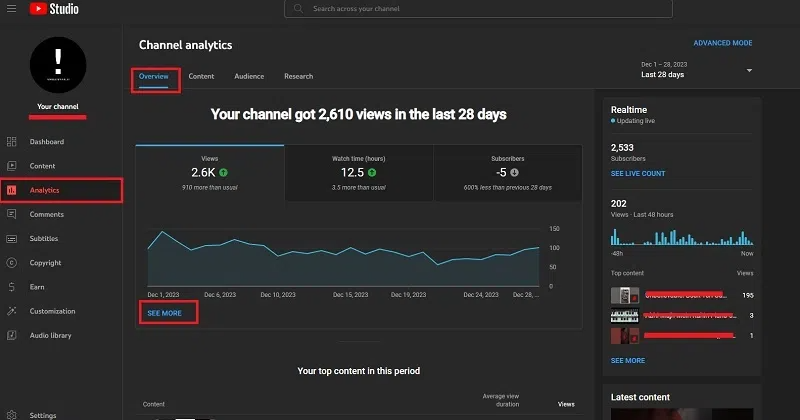 Studio
Search across your channel
Channel analytics
ADVANCED MODE
Overview
Content
Audience
Research
Dec 1 – 28, 2023
Last 28 days
Your channel
Dashboard
Content
Analytics
Comments
Subtitles
Copyright
Earn
Customization
Audio library
Settings
Your channel got 2,610 views in the last 28 days
Views
2.6K
910 more than usual
Watch time (hours)
12.5
3.5 more than usual
Subscribers
-5
600% less than previous 28 days
150
100
50
0
Dec 1, 2023
Dec 6, 2023
Dec 10, 2023
Dec 15, 2023
Dec 19, 2023
Dec 24, 2023
Dec 28, ...
SEE MORE
Your top content in this period
Content
Average view
duration
Views
Realtime
Updating live
2,533
Subscribers
SEE LIVE COUNT
202
Views · Last 48 hours
-48h
Now
Top content
Views
195
3
1
SEE MORE
Latest content